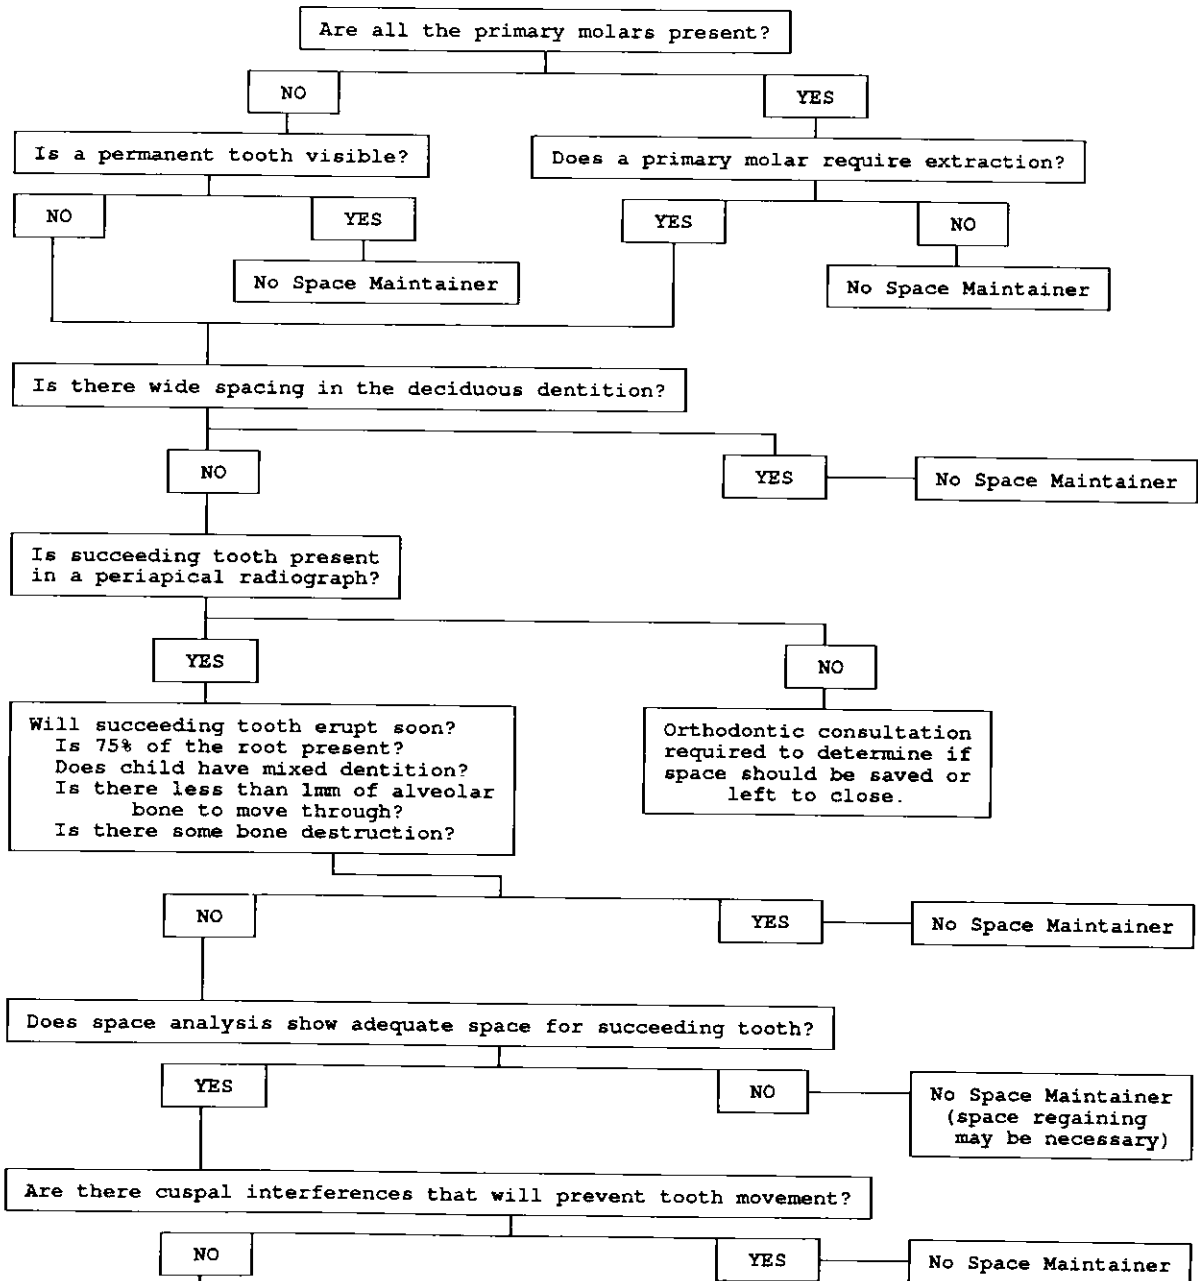 Are all the primary molars present?
NO
YES
Is a permanent tooth visible?
Does a primary molar require extraction?
NO
YES
YES
NO
No Space Maintainer
No Space Maintainer
Is there wide spacing in the deciduous dentition?
NO
YES
No Space Maintainer
Is succeeding tooth present
in a periapical radiograph?
YES
NO
Will succeeding tooth erupt soon?
Is 75% of the root present?
Does child have mixed dentition?
Is there less than 1mm of alveolar
bone to move through?
Is there some bone destruction?
Orthodontic consultation
required to determine if
space should be saved or
left to close.
NO
YES
No Space Maintainer
Does space analysis show adequate space for succeeding tooth?
YES
NO
No Space Maintainer
(space regaining
may be necessary)
Are there cuspal interferences that will prevent tooth movement?
NO
YES
No Space Maintainer